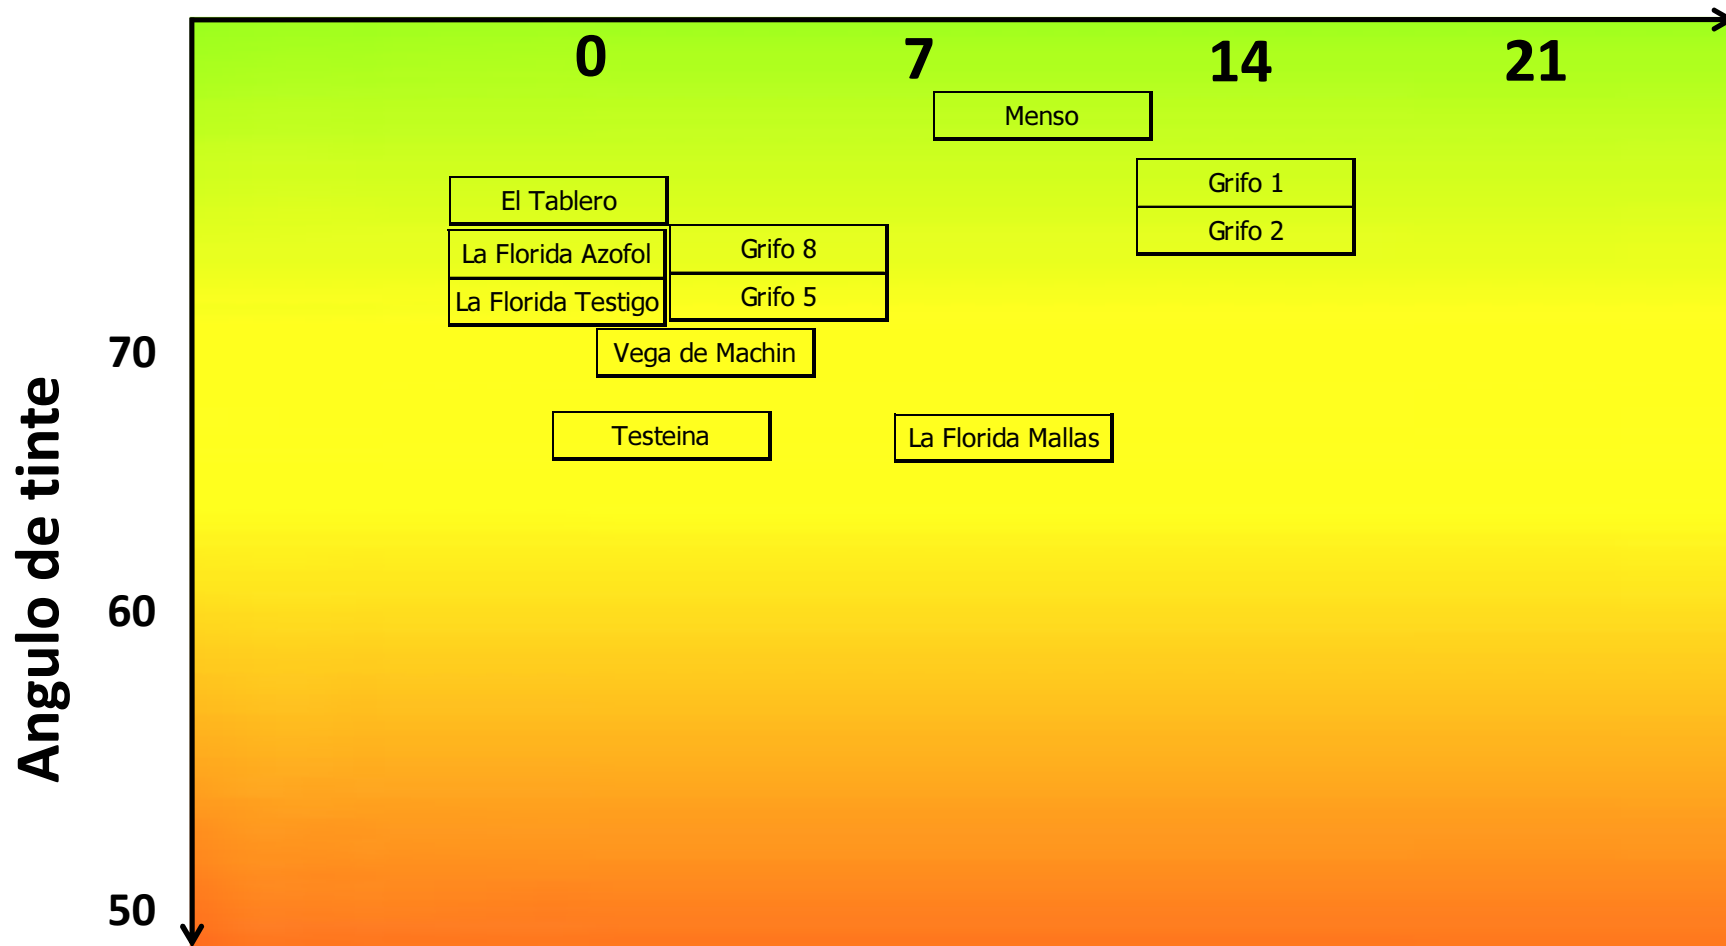 0 7 14 21
Menso
Grifo 1
El Tablero
Grifo 2
La Florida Azofol
Grifo 8
La Florida Testigo
Grifo 5
70
Vega de Machin
Testeina
La Florida Mallas
Angulo de tinte
60
50